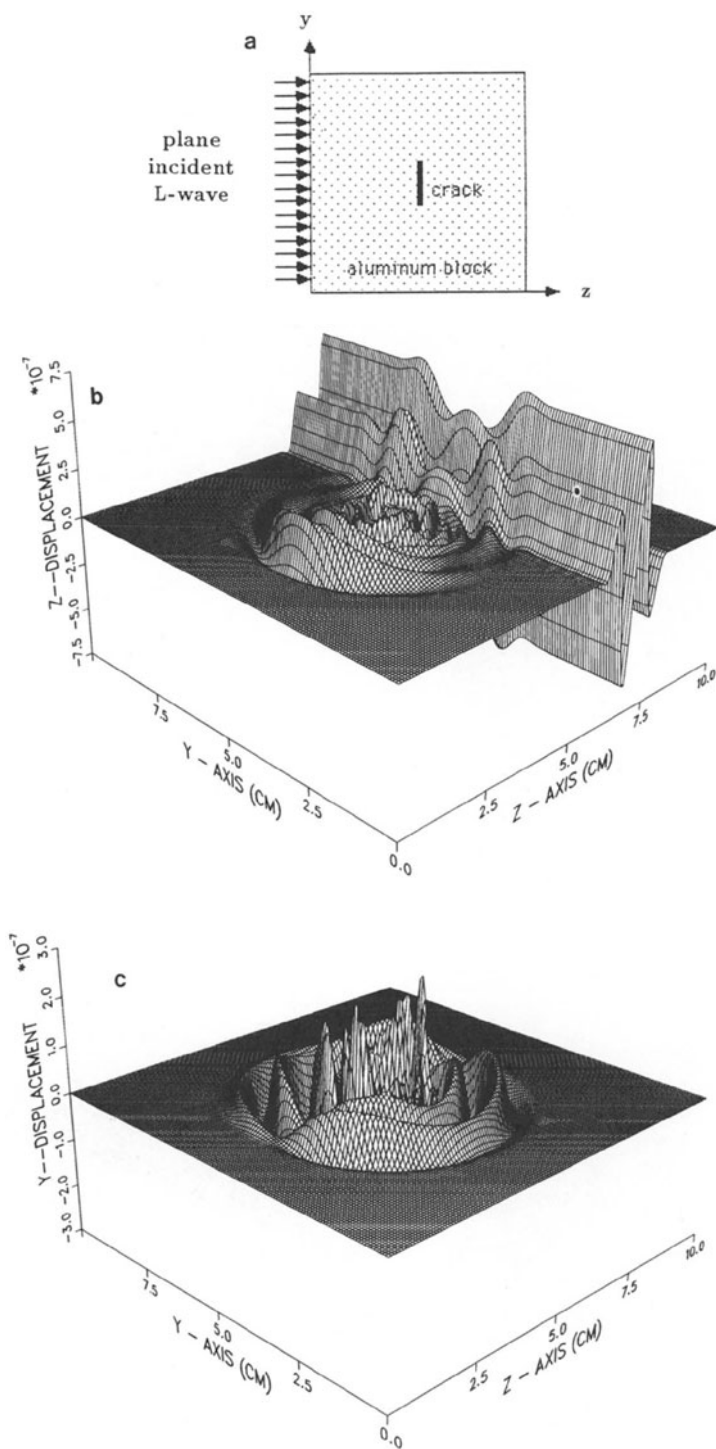 a
y
plane
incident
L-wave
crack
aluminum block
z
b
*10⁻⁷
7.5
5.0
2.5
0.0
-2.5
-5.0
-7.5
Z--DISPLACEMENT
7.5
5.0
2.5
Y - AXIS (CM)
0.0
2.5
5.0
7.5
10.0
Z - AXIS (CM)
c
*10⁻⁷
3.0
2.0
1.0
0.0
-1.0
-2.0
-3.0
Y--DISPLACEMENT
7.5
5.0
2.5
Y - AXIS (CM)
0.0
2.5
5.0
7.5
10.0
Z - AXIS (CM)